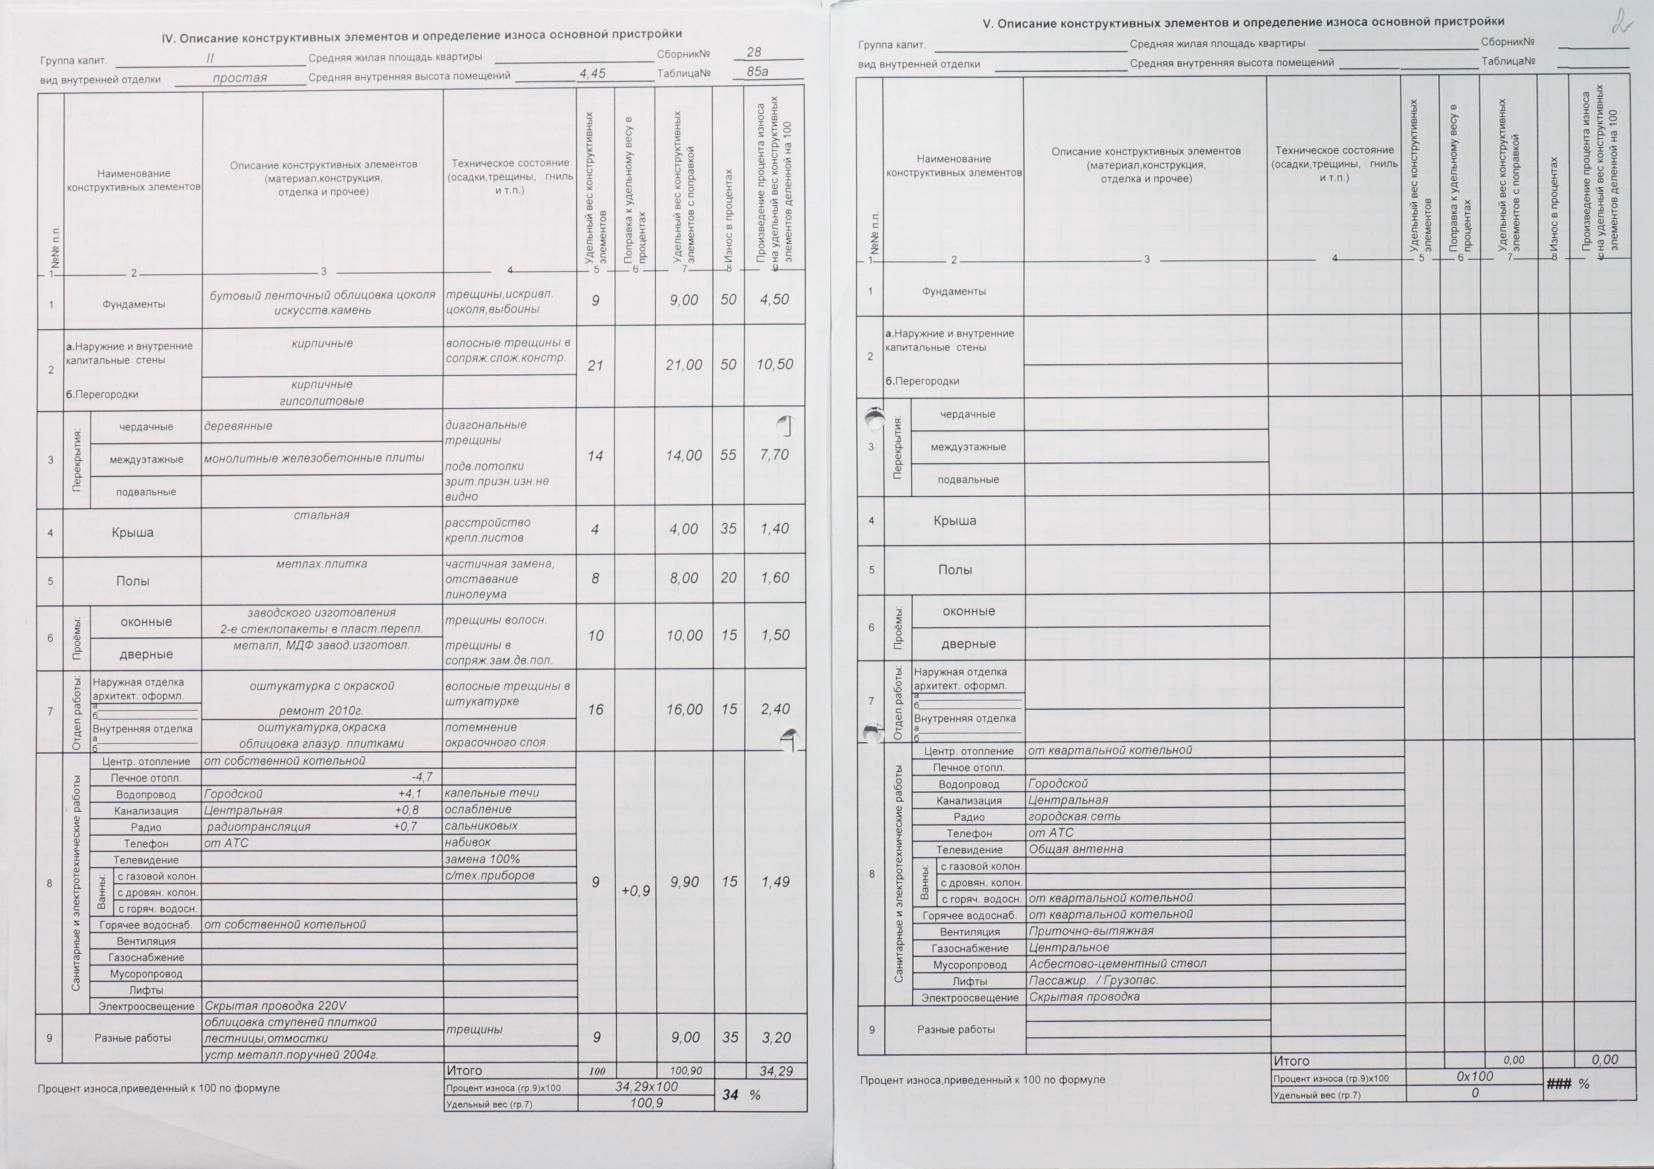 IV. Описание конструктивных элементов и определение износа основной пристройки
Группа капит. II Средняя жилая площадь квартиры Сборник№ 28
вид внутренней отделки простая Средняя внутренняя высота помещений 4,45 Таблица№ 85а
№№ п.п.
Наименование
конструктивных элементов
Описание конструктивных элементов
(материал,конструкция,
отделка и прочее)
Техническое состояние
(осадки,трещины, гниль
и т.п.)
Удельный вес конструктивных
элементов
Поправка к удельному весу в
процентах
Удельный вес конструктивных
элементов с поправкой
Износ в процентах
Произведение процента износа
на удельный вес конструктивных
элементов деленной на 100
1 2 3 4 5 6 7 8 9
1 Фундаменты бутовый ленточный облицовка цоколя трещины,искривл. 9 9,00 50 4,50
искусств.камень цоколя,выбоины
2 а.Наружние и внутренние кирпичные волосные трещины в 21 21,00 50 10,50
капитальные стены сопряж.слож.констр.
б.Перегородки кирпичные
гипсолитовые
3 Перекрытия: 14 14,00 55 7,70
чердачные деревянные диагональные
трещины
междуэтажные монолитные железобетонные плиты подв.потолки
зрит.призн.изн.не
подвальные видно
4 Крыша стальная расстройство 4 4,00 35 1,40
крепл.листов
5 Полы метлах.плитка частичная замена, 8 8,00 20 1,60
отставание
линолеума
6 Проёмы: 10 10,00 15 1,50
оконные заводского изготовления трещины волосн.
2-е стеклопакеты в пласт.перепл.
дверные металл, МДФ завод.изготовл. трещины в
сопряж.зам.дв.пол.
7 Отдел.работы: 16 16,00 15 2,40
Наружная отделка оштукатурка с окраской волосные трещины в
архитект. оформл. штукатурке
а
б ремонт 2010г.
Внутренняя отделка оштукатурка,окраска потемнение
а
б облицовка глазур. плитками окрасочного слоя
8 Санитарные и электротехнические работы 9 +0,9 9,90 15 1,49
Центр. отопление от собственной котельной
Печное отопл. -4,7
Водопровод Городской +4,1 капельные течи
Канализация Центральная +0,8 ослабление
Радио радиотрансляция +0,7 сальниковых
Телефон от АТС набивок
Телевидение замена 100%
Ванны:
с газовой колон. с/тех.приборов
с дровян. колон.
с горяч. водосн.
Горячее водоснаб. от собственной котельной
Вентиляция
Газоснабжение
Мусоропровод
Лифты
Электроосвещение Скрытая проводка 220V
9 Разные работы облицовка ступеней плиткой трещины 9 9,00 35 3,20
лестницы,отмостки
устр.металл.поручней 2004г.
Итого 100 100,90 34,29
Процент износа,приведенный к 100 по формуле
Процент износа (гр.9)х100 34,29х100 34 %
Удельный вес (гр.7) 100,9
2
V. Описание конструктивных элементов и определение износа основной пристройки
Группа капит. Средняя жилая площадь квартиры Сборник№
вид внутренней отделки Средняя внутренняя высота помещений Таблица№
№№ п.п.
Наименование
конструктивных элементов
Описание конструктивных элементов
(материал,конструкция,
отделка и прочее)
Техническое состояние
(осадки,трещины, гниль
и т.п.)
Удельный вес конструктивных
элементов
Поправка к удельному весу в
процентах
Удельный вес конструктивных
элементов с поправкой
Износ в процентах
Произведение процента износа
на удельный вес конструктивных
элементов деленной на 100
1 2 3 4 5 6 7 8 9
1 Фундаменты
2 а.Наружние и внутренние
капитальные стены
б.Перегородки
3 Перекрытия:
чердачные
междуэтажные
подвальные
4 Крыша
5 Полы
6 Проёмы:
оконные
дверные
7 Отдел.работы:
Наружная отделка
архитект. оформл.
а
б
Внутренняя отделка
а
б
8 Санитарные и электротехнические работы
Центр. отопление от квартальной котельной
Печное отопл.
Водопровод Городской
Канализация Центральная
Радио городская сеть
Телефон от АТС
Телевидение Общая антенна
Ванны:
с газовой колон.
с дровян. колон.
с горяч. водосн. от квартальной котельной
Горячее водоснаб. от квартальной котельной
Вентиляция Приточно-вытяжная
Газоснабжение Центральное
Мусоропровод Асбестово-цементный ствол
Лифты Пассажир. / Грузопас.
Электроосвещение Скрытая проводка
9 Разные работы
Итого 0,00 0,00
Процент износа,приведенный к 100 по формуле
Процент износа (гр.9)х100 0х100 ### %
Удельный вес (гр.7) 0